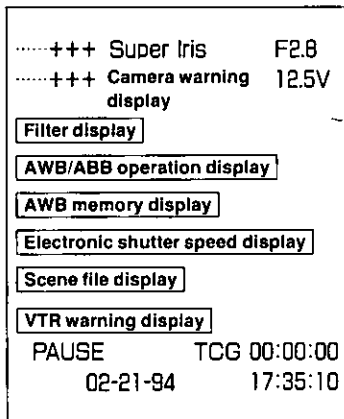 ·····+++ Super Iris F2.8
·····+++ Camera warning 12.5V
display
Filter display
AWB/ABB operation display
AWB memory display
Electronic shutter speed display
Scene file display
VTR warning display
PAUSE TCG 00:00:00
02-21-94 17:35:10